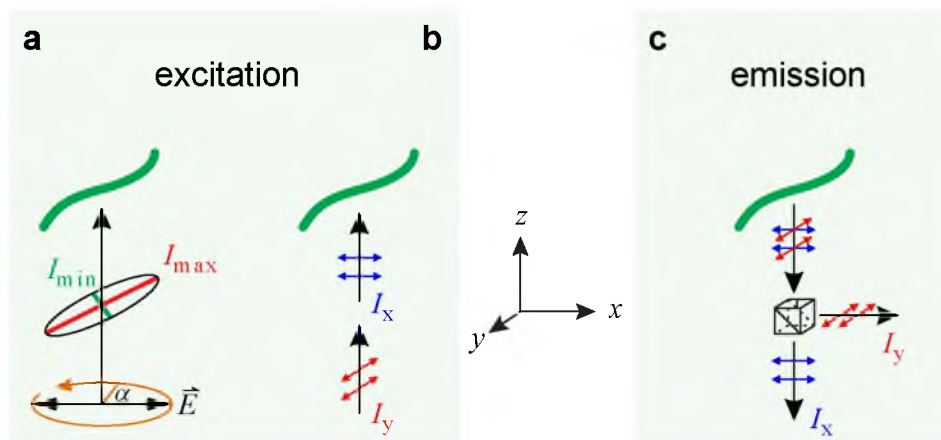 a
b
c
excitation
emission
I_min
I_max
I_x
I_y
E⃗
α
z
x
y
I_y
I_x